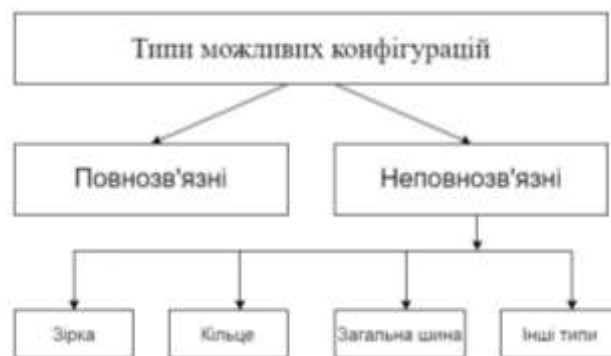 Типи можливих конфігурацій
Повнозв'язні
Неповнозв'язні
Зірка
Кільце
Загальна шина
Інші типи